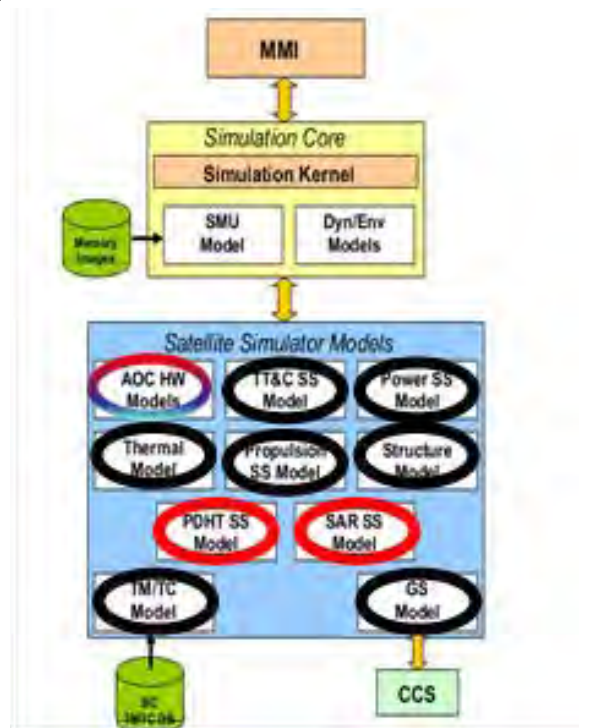 MMI
Simulation Core
Simulation Kernel
SMU
Model
Dyn/Env
Models
Memory
Images
Satellite Simulator Models
AOC HW
Models
TT&C SS
Model
Power SS
Model
Thermal
Model
Propulsion
SS Model
Structure
Model
PDHT SS
Model
SAR SS
Model
TM/TC
Model
GS
Model
SC
CCS